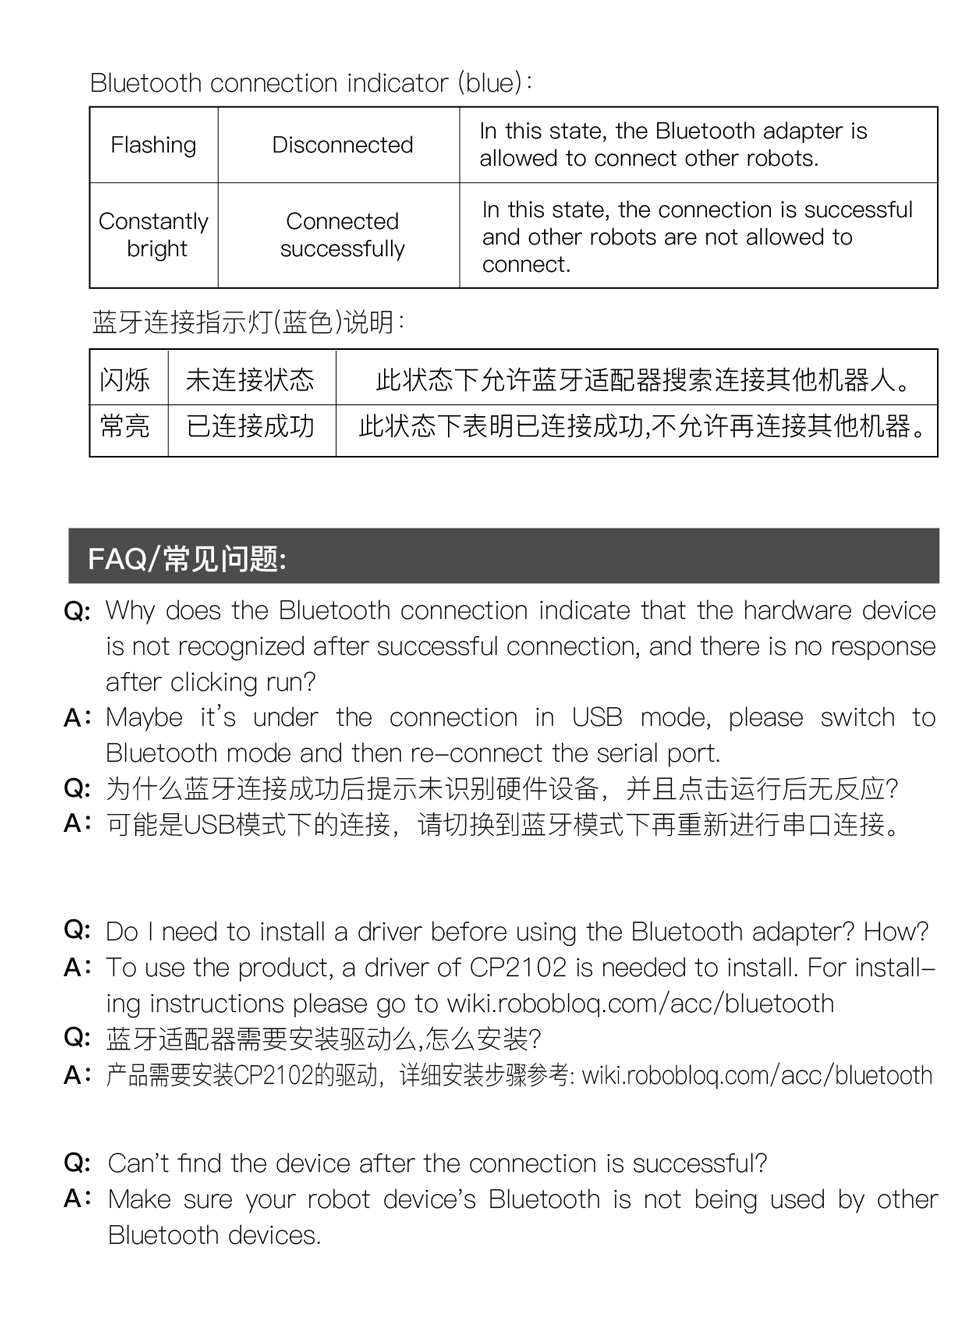 Bluetooth connection indicator (blue):
Flashing
Disconnected
In this state, the Bluetooth adapter is
allowed to connect other robots.
Constantly
bright
Connected
successfully
In this state, the connection is successful
and other robots are not allowed to
connect.
蓝牙连接指示灯(蓝色)说明:
闪烁 未连接状态 此状态下允许蓝牙适配器搜索连接其他机器人。
常亮 已连接成功 此状态下表明已连接成功,不允许再连接其他机器。
FAQ/常见问题:
Q: Why does the Bluetooth connection indicate that the hardware device
is not recognized after successful connection, and there is no response
after clicking run?
A: Maybe it's under the connection in USB mode, please switch to
Bluetooth mode and then re-connect the serial port.
Q: 为什么蓝牙连接成功后提示未识别硬件设备，并且点击运行后无反应?
A: 可能是USB模式下的连接，请切换到蓝牙模式下再重新进行串口连接。
Q: Do I need to install a driver before using the Bluetooth adapter? How?
A: To use the product, a driver of CP2102 is needed to install. For install-
ing instructions please go to wiki.robobloq.com/acc/bluetooth
Q: 蓝牙适配器需要安装驱动么,怎么安装?
A: 产品需要安装CP2102的驱动，详细安装步骤参考: wiki.robobloq.com/acc/bluetooth
Q: Can't find the device after the connection is successful?
A: Make sure your robot device's Bluetooth is not being used by other
Bluetooth devices.